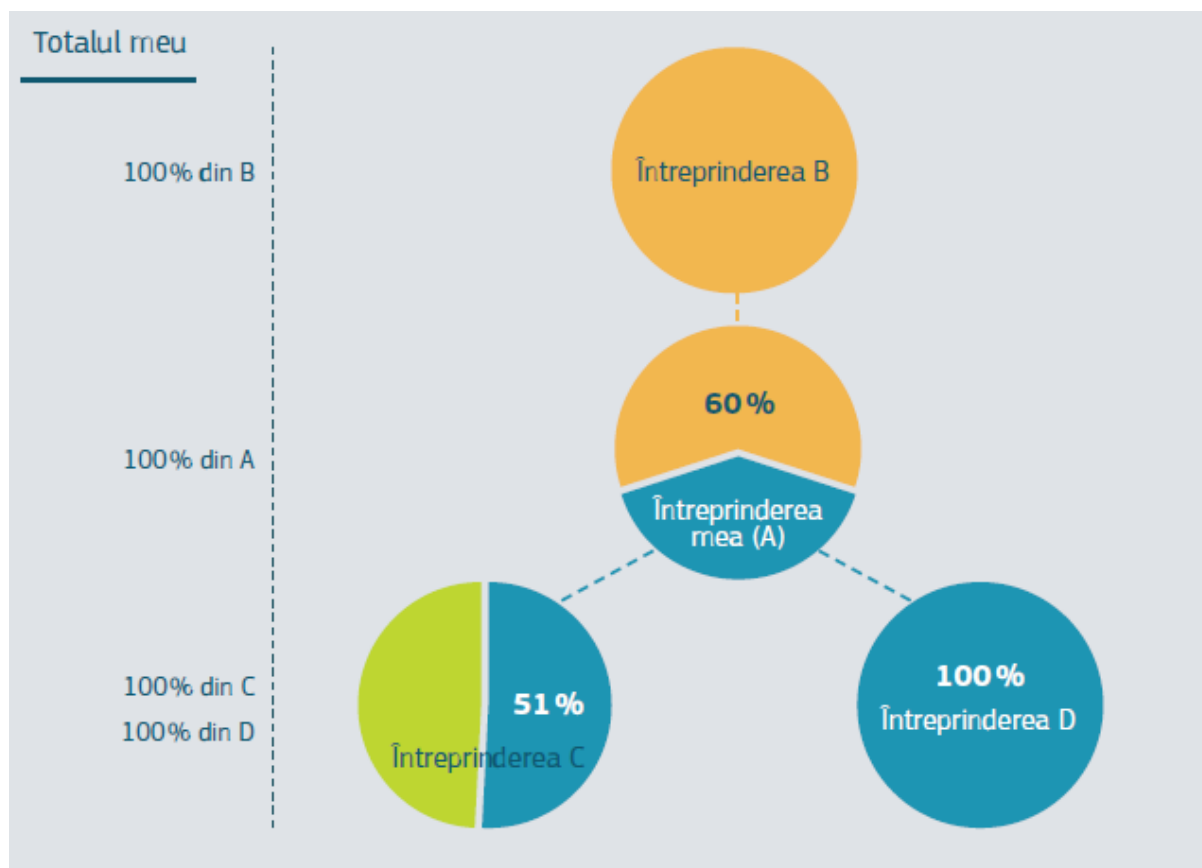 Totalul meu
100% din B
Întreprinderea B
60%
100% din A
Întreprinderea
mea (A)
100% din C
100% din D
51%
Întreprinderea C
100%
Întreprinderea D